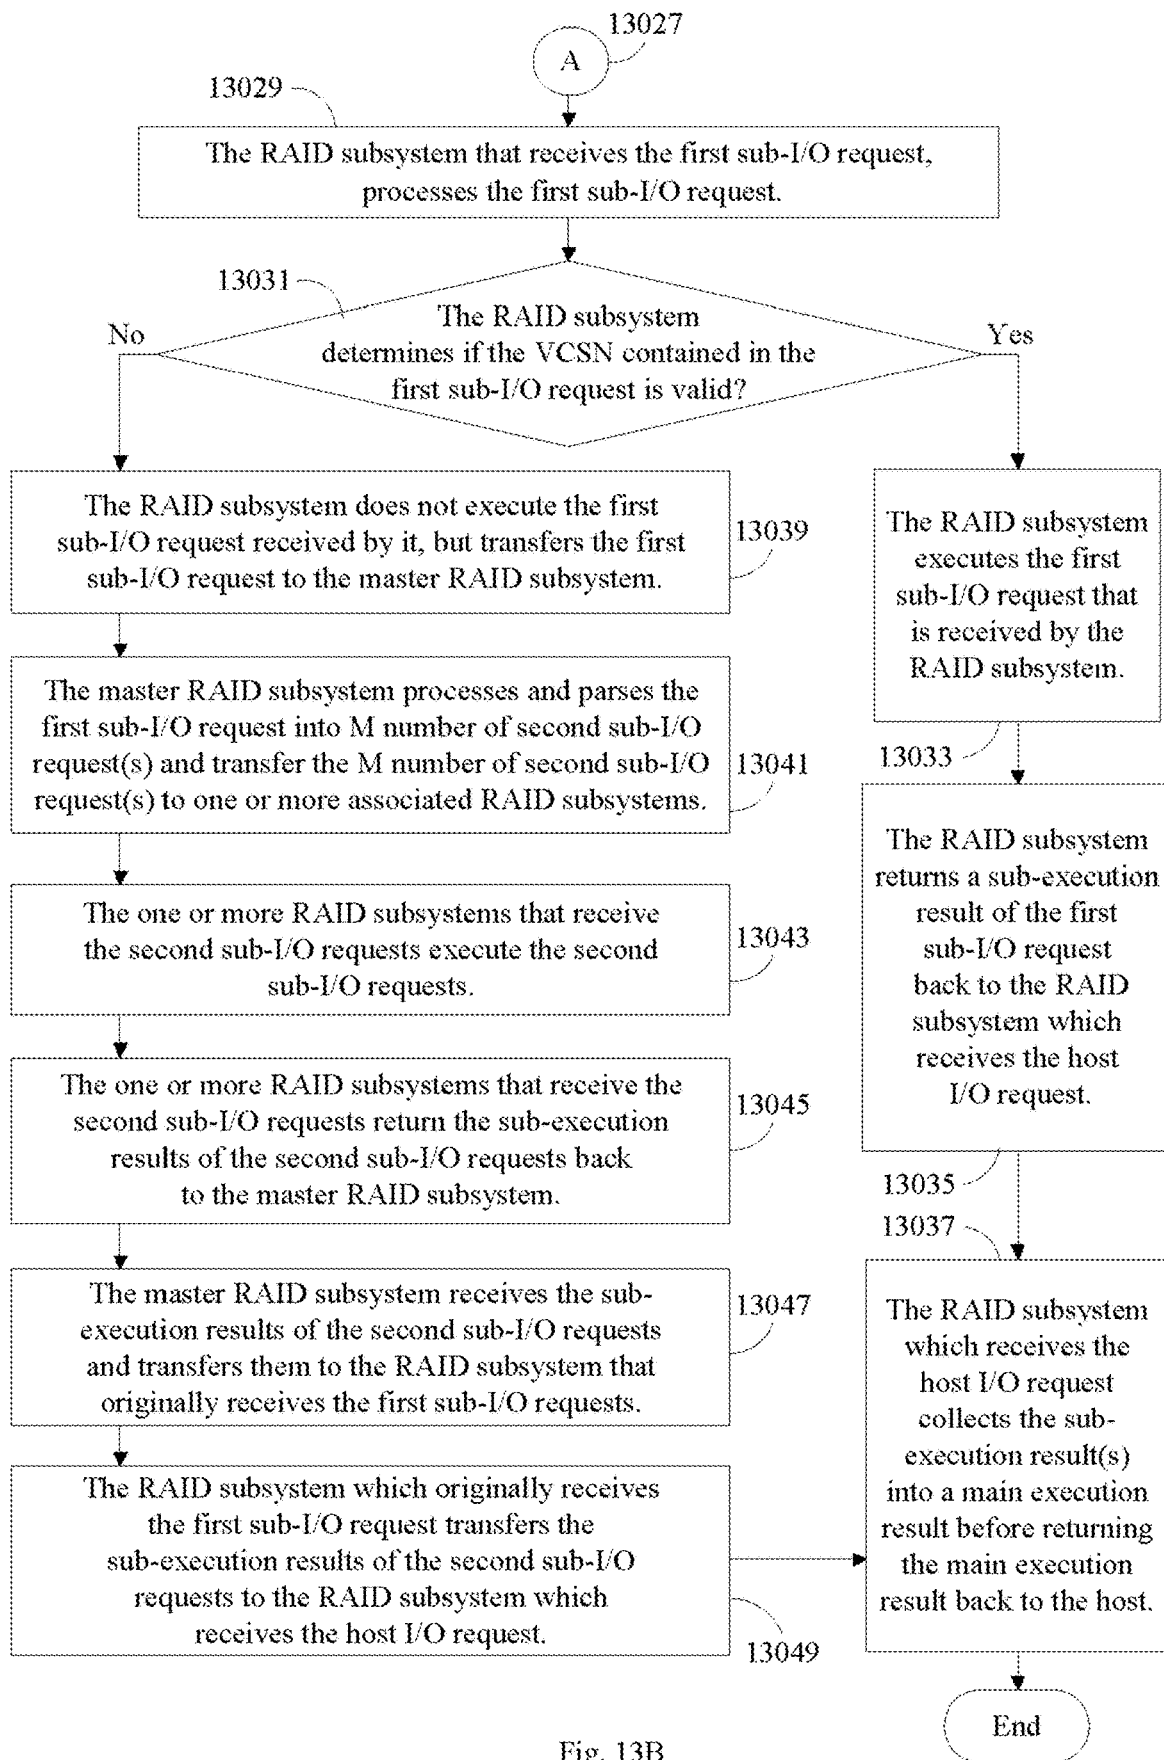 13027
A
13029
The RAID subsystem that receives the first sub-I/O request,
processes the first sub-I/O request.
13031
The RAID subsystem
determines if the VCSN contained in the
first sub-I/O request is valid?
No
Yes
The RAID subsystem does not execute the first
sub-I/O request received by it, but transfers the first
sub-I/O request to the master RAID subsystem.
13039
The master RAID subsystem processes and parses the
first sub-I/O request into M number of second sub-I/O
request(s) and transfer the M number of second sub-I/O
request(s) to one or more associated RAID subsystems.
13041
The one or more RAID subsystems that receive
the second sub-I/O requests execute the second
sub-I/O requests.
13043
The one or more RAID subsystems that receive the
second sub-I/O requests return the sub-execution
results of the second sub-I/O requests back
to the master RAID subsystem.
13045
The master RAID subsystem receives the sub-
execution results of the second sub-I/O requests
and transfers them to the RAID subsystem that
originally receives the first sub-I/O requests.
13047
The RAID subsystem which originally receives
the first sub-I/O request transfers the
sub-execution results of the second sub-I/O
requests to the RAID subsystem which
receives the host I/O request.
13049
The RAID subsystem
executes the first
sub-I/O request that
is received by the
RAID subsystem.
13033
The RAID subsystem
returns a sub-execution
result of the first
sub-I/O request
back to the RAID
subsystem which
receives the host
I/O request.
13035
13037
The RAID subsystem
which receives the
host I/O request
collects the sub-
execution result(s)
into a main execution
result before returning
the main execution
result back to the host.
End
Fig. 13B